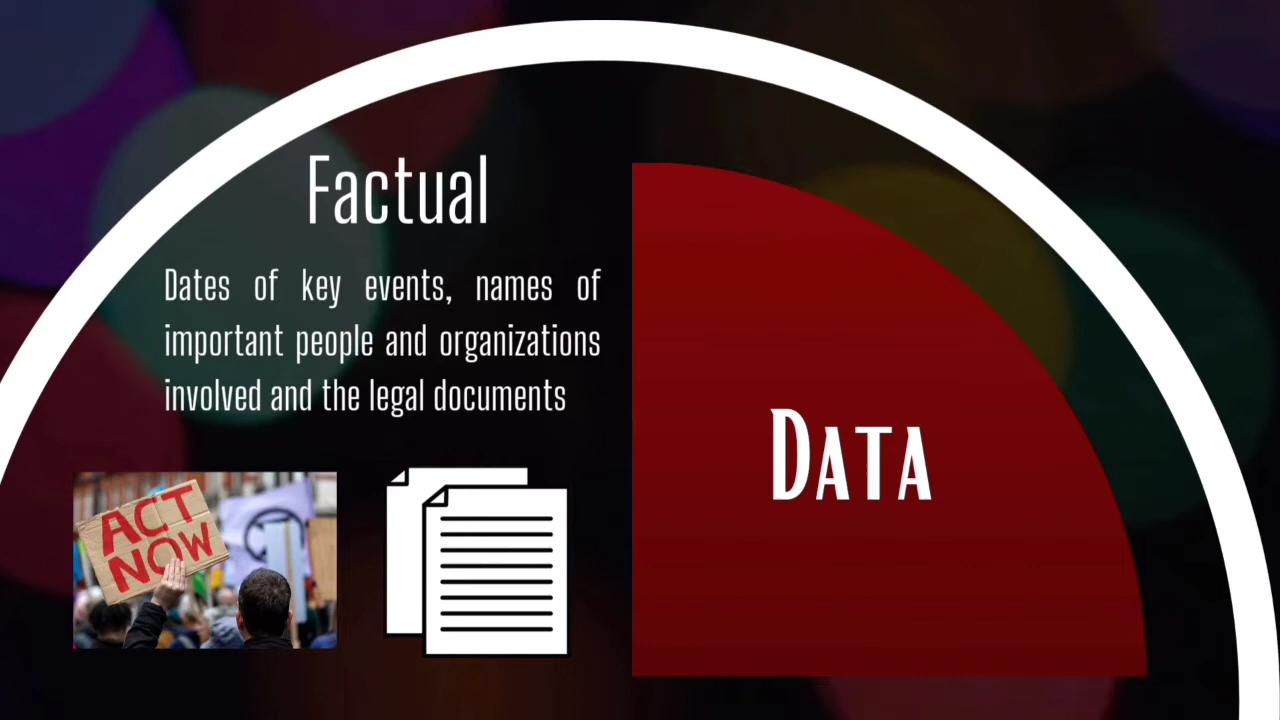 Factual
Dates of key events, names of
important people and organizations
involved and the legal documents
ACT
NOW
DATA